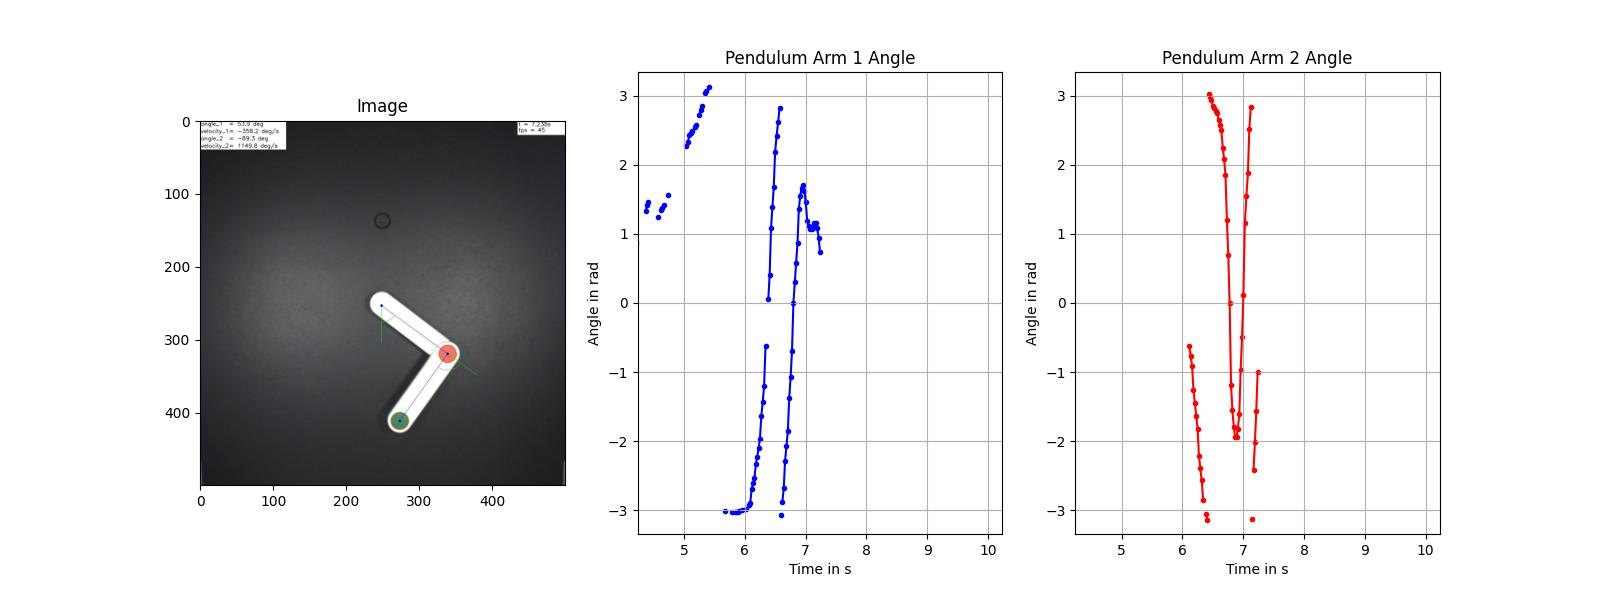 Image
angle_1 = 53.9 deg
velocity_1= -358.2 deg/s
angle_2 = -89.3 deg
velocity_2= 1149.8 deg/s
t = 7.238s
fps = 45
0
100
200
300
400
0 100 200 300 400
Pendulum Arm 1 Angle
Angle in rad
3
2
1
0
−1
−2
−3
5 6 7 8 9 10
Time in s
Pendulum Arm 2 Angle
Angle in rad
3
2
1
0
−1
−2
−3
5 6 7 8 9 10
Time in s